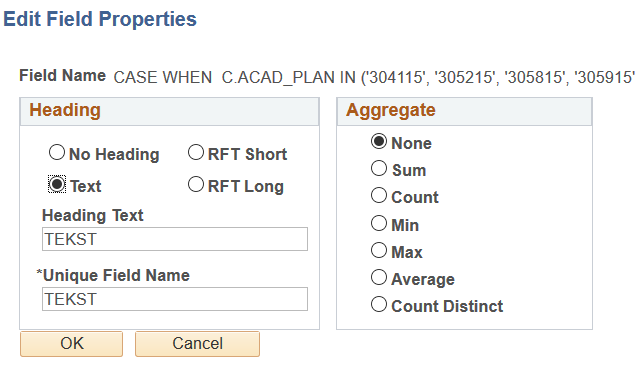 Edit Field Properties
Field Name CASE WHEN C.ACAD_PLAN IN ('304115', '305215', '305815', '305915'
Heading
Aggregate
No Heading
RFT Short
Text
RFT Long
Heading Text
TEKST
*Unique Field Name
TEKST
None
Sum
Count
Min
Max
Average
Count Distinct
OK
Cancel